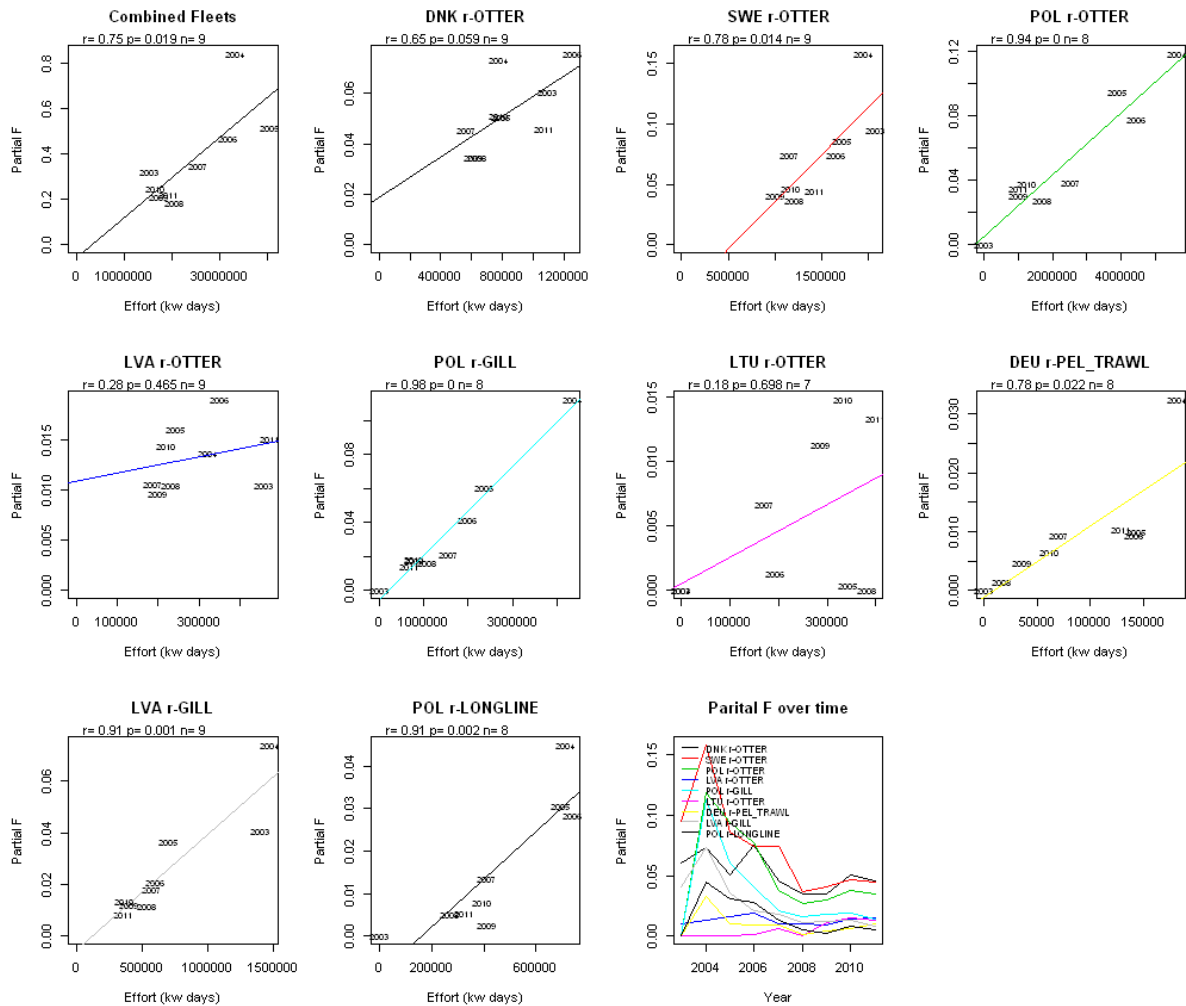 Combined Fleets
r= 0.75 p= 0.019 n= 9
DNK r-OTTER
r= 0.65 p= 0.059 n= 9
SWE r-OTTER
r= 0.78 p= 0.014 n= 9
POL r-OTTER
r= 0.94 p= 0 n= 8
Partial F
0.0 0.2 0.4 0.6 0.8
2004
2005
2006
2007
2003
2010
2011
2008
0 10000000 30000000
Effort (kw days)
Partial F
0.00 0.02 0.04 0.06
2006
2004
2003
2007
2011
0 400000 800000 1200000
Effort (kw days)
Partial F
0.00 0.05 0.10 0.15
2004
2003
2005
2007
2006
2010
2011
2009
2008
0 500000 1500000
Effort (kw days)
Partial F
0.00 0.04 0.08 0.12
2004
2005
2006
2007
2010
2011
2009
2008
2003
0 2000000 4000000
Effort (kw days)
LVA r-OTTER
r= 0.28 p= 0.465 n= 9
POL r-GILL
r= 0.98 p= 0 n= 8
LTU r-OTTER
r= 0.18 p= 0.698 n= 7
DEU r-PEL_TRAWL
r= 0.78 p= 0.022 n= 8
Partial F
0.000 0.005 0.010 0.015
2006
2005
2011
2010
2004
2007
2008
2003
2009
0 100000 300000
Effort (kw days)
Partial F
0.00 0.04 0.08
2004
2005
2006
2007
2010
2008
2011
2003
0 1000000 3000000
Effort (kw days)
Partial F
0.000 0.005 0.010 0.015
2010
2011
2009
2007
2006
2005
2008
0 100000 300000
Effort (kw days)
Partial F
0.000 0.010 0.020 0.030
2004
2011
2005
2006
2007
2010
2009
2008
2003
0 50000 100000 150000
Effort (kw days)
LVA r-GILL
r= 0.91 p= 0.001 n= 9
POL r-LONGLINE
r= 0.91 p= 0.002 n= 8
Parital F over time
Partial F
0.00 0.02 0.04 0.06
2004
2003
2005
2006
2007
2010
2009
2008
2011
0 500000 1000000 1500000
Effort (kw days)
Partial F
0.00 0.01 0.02 0.03 0.04
2004
2005
2006
2007
2010
2011
2009
2003
0 200000 600000
Effort (kw days)
Partial F
0.00 0.05 0.10 0.15
DNK r-OTTER
SWE r-OTTER
POL r-OTTER
LVA r-OTTER
POL r-GILL
LTU r-OTTER
DEU r-PEL_TRAWL
LVA r-GILL
POL r-LONGLINE
2004 2006 2008 2010
Year